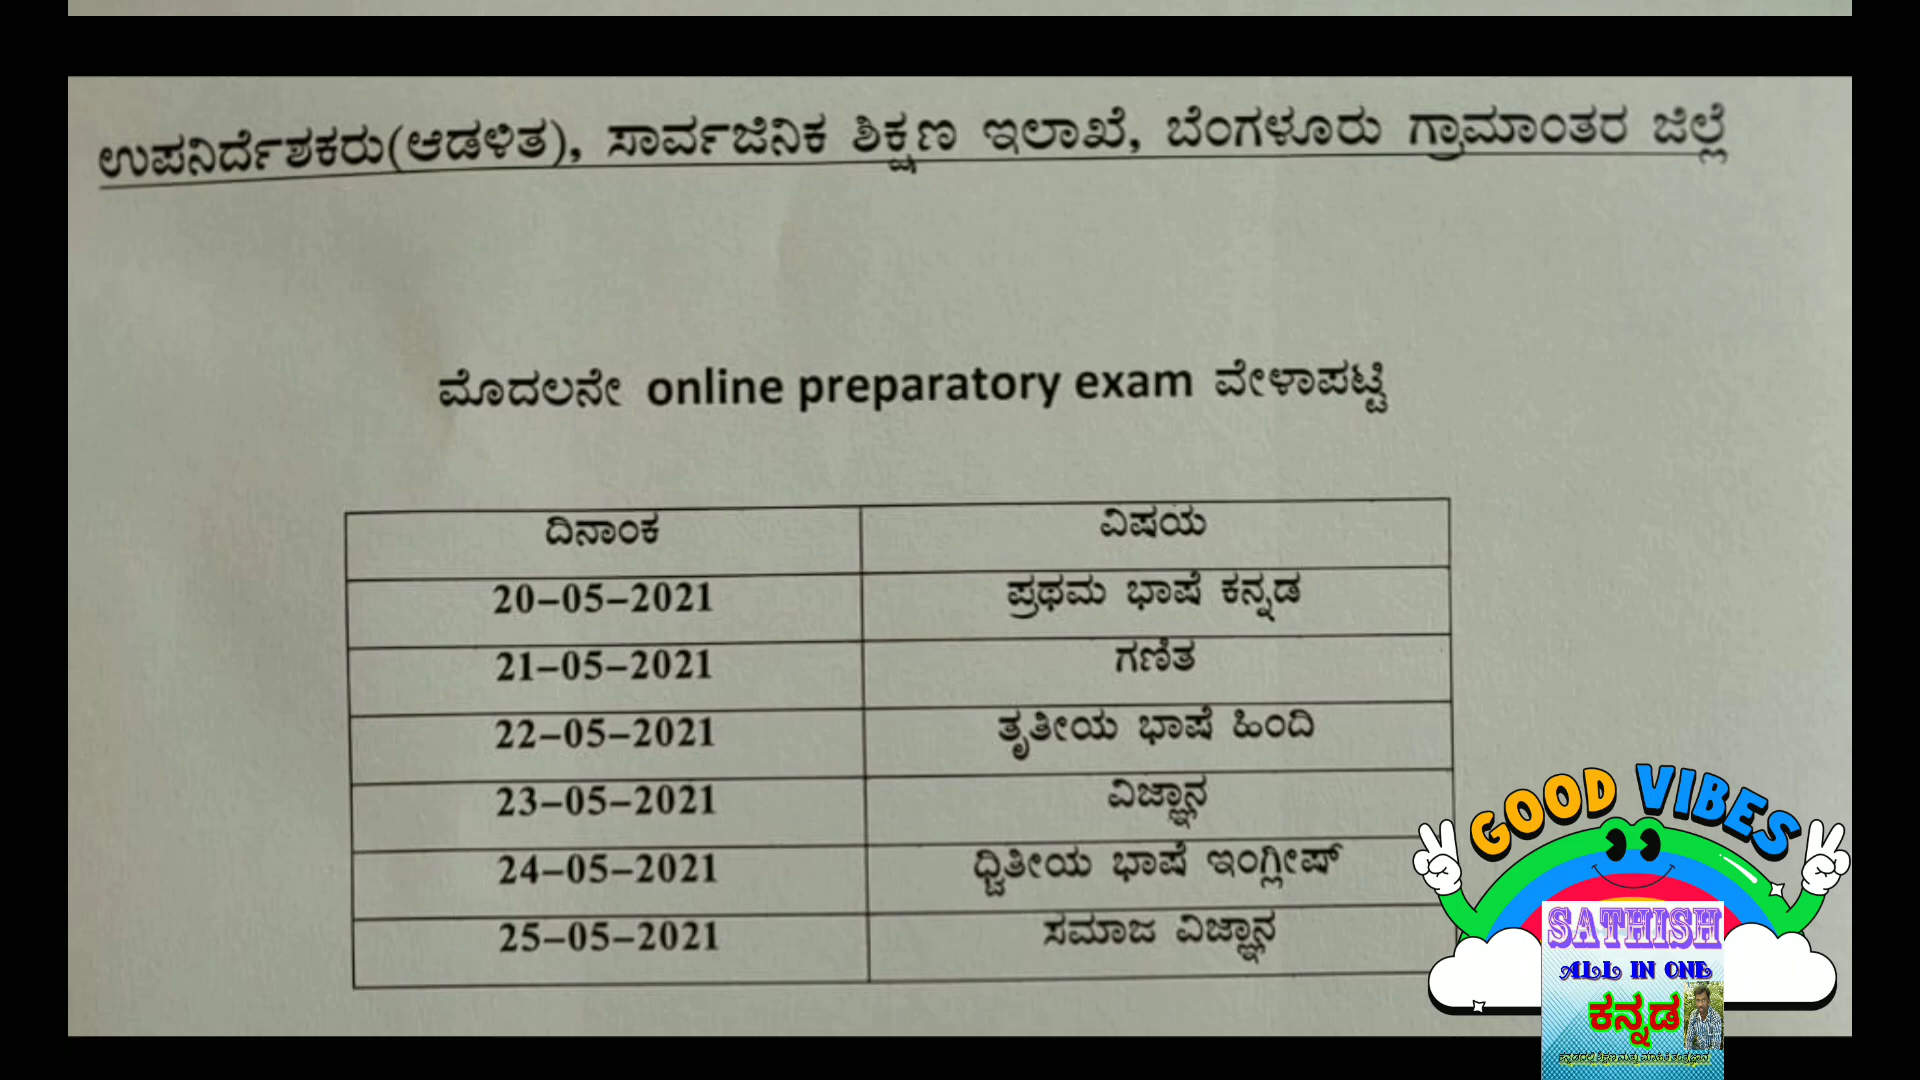 ಉಪನಿರ್ದೇಶಕರು(ಆಡಳಿತ), ಸಾರ್ವಜಿನಿಕ ಶಿಕ್ಷಣ ಇಲಾಖೆ, ಬೆಂಗಳೂರು ಗ್ರಾಮಾಂತರ ಜಿಲ್ಲೆ
ಮೊದಲನೇ online preparatory exam ವೇಳಾಪಟ್ಟಿ
ದಿನಾಂಕ ವಿಷಯ
20-05-2021 ಪ್ರಥಮ ಭಾಷೆ ಕನ್ನಡ
21-05-2021 ಗಣಿತ
22-05-2021 ತೃತೀಯ ಭಾಷೆ ಹಿಂದಿ
23-05-2021 ವಿಜ್ಞಾನ
24-05-2021 ಧ್ವಿತೀಯ ಭಾಷೆ ಇಂಗ್ಲೀಷ್
25-05-2021 ಸಮಾಜ ವಿಜ್ಞಾನ
GOOD VIBES
SATHISH
ALL IN ONE
ಕನ್ನಡ